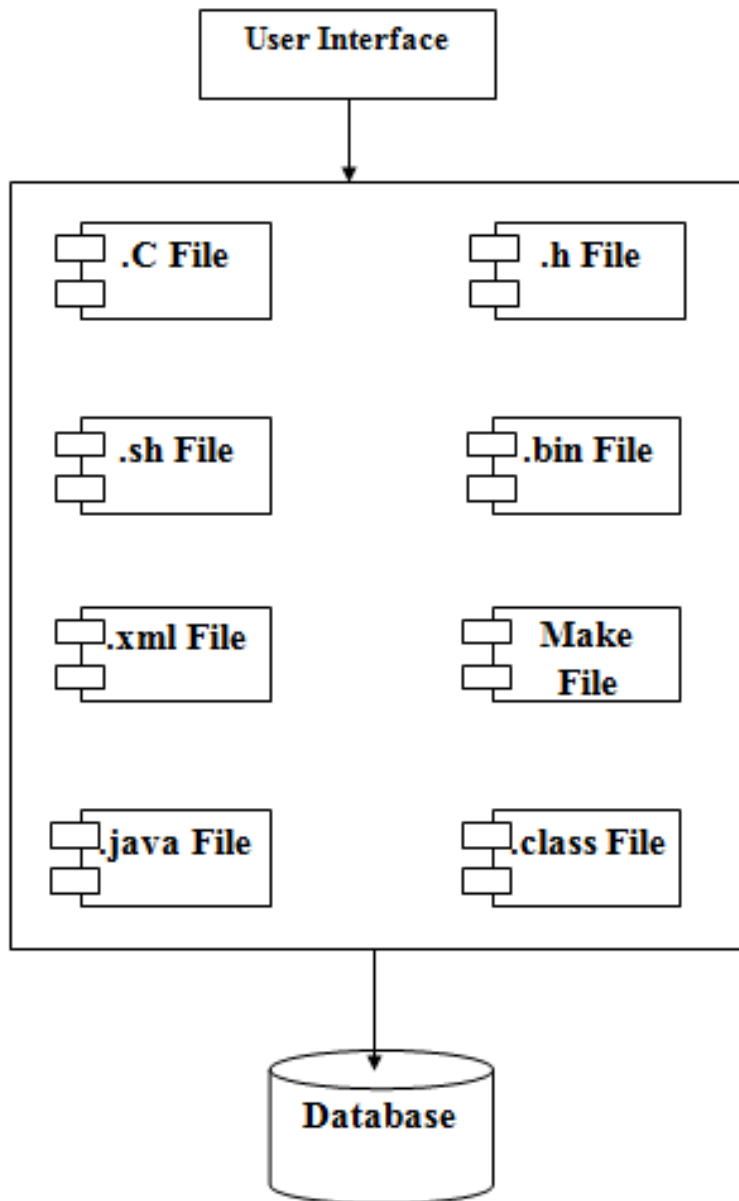 User Interface
.C File
.h File
.sh File
.bin File
.xml File
Make
File
.java File
.class File
Database